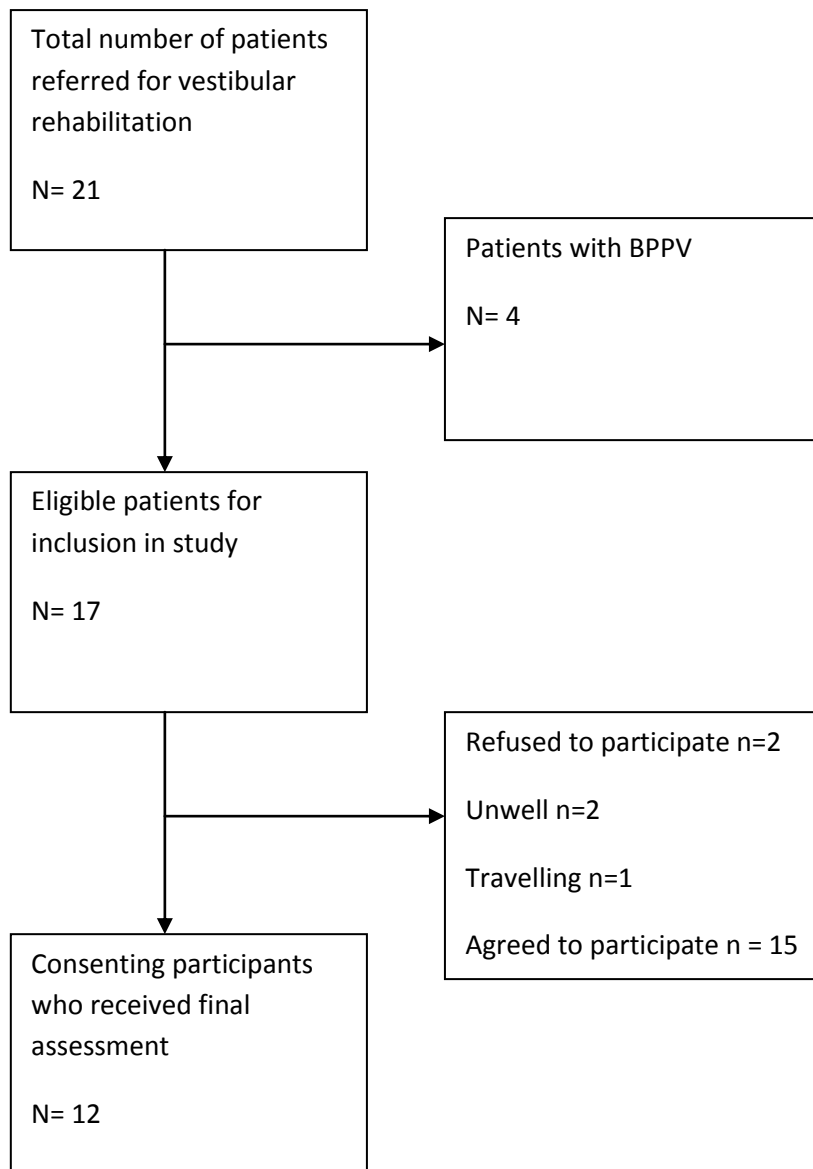 Total number of patients
referred for vestibular
rehabilitation
N= 21
Patients with BPPV
N= 4
Eligible patients for
inclusion in study
N= 17
Refused to participate n=2
Unwell n=2
Travelling n=1
Agreed to participate n = 15
Consenting participants
who received final
assessment
N= 12